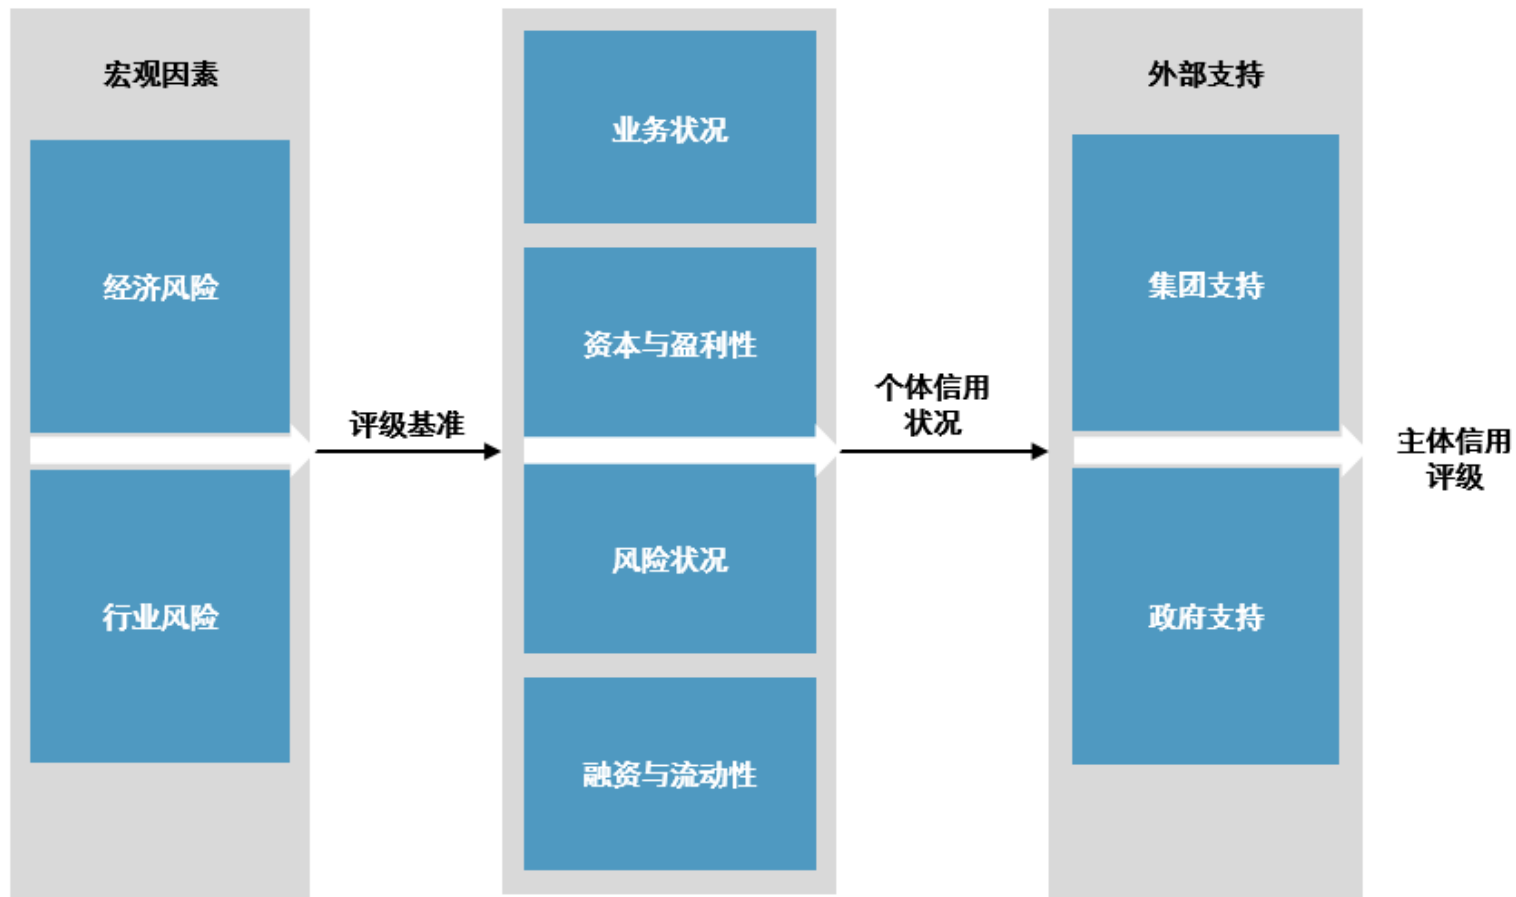 宏观因素
经济风险
行业风险
评级基准
业务状况
资本与盈利性
风险状况
融资与流动性
个体信用
状况
外部支持
集团支持
政府支持
主体信用
评级